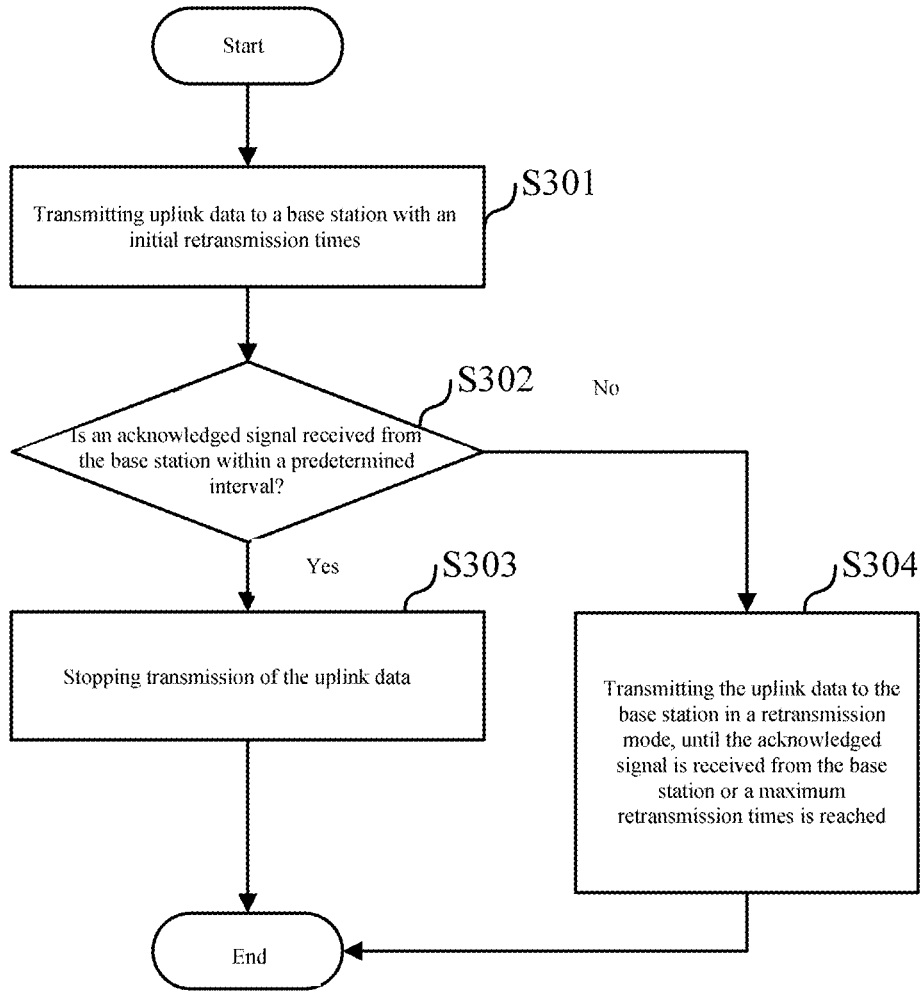 Start
S301
Transmitting uplink data to a base station with an
initial retransmission times
S302
No
Is an acknowledged signal received from
the base station within a predetermined
interval?
Yes
S303
S304
Stopping transmission of the uplink data
Transmitting the uplink data to the
base station in a retransmission
mode, until the acknowledged
signal is received from the base
station or a maximum
retransmission times is reached
End